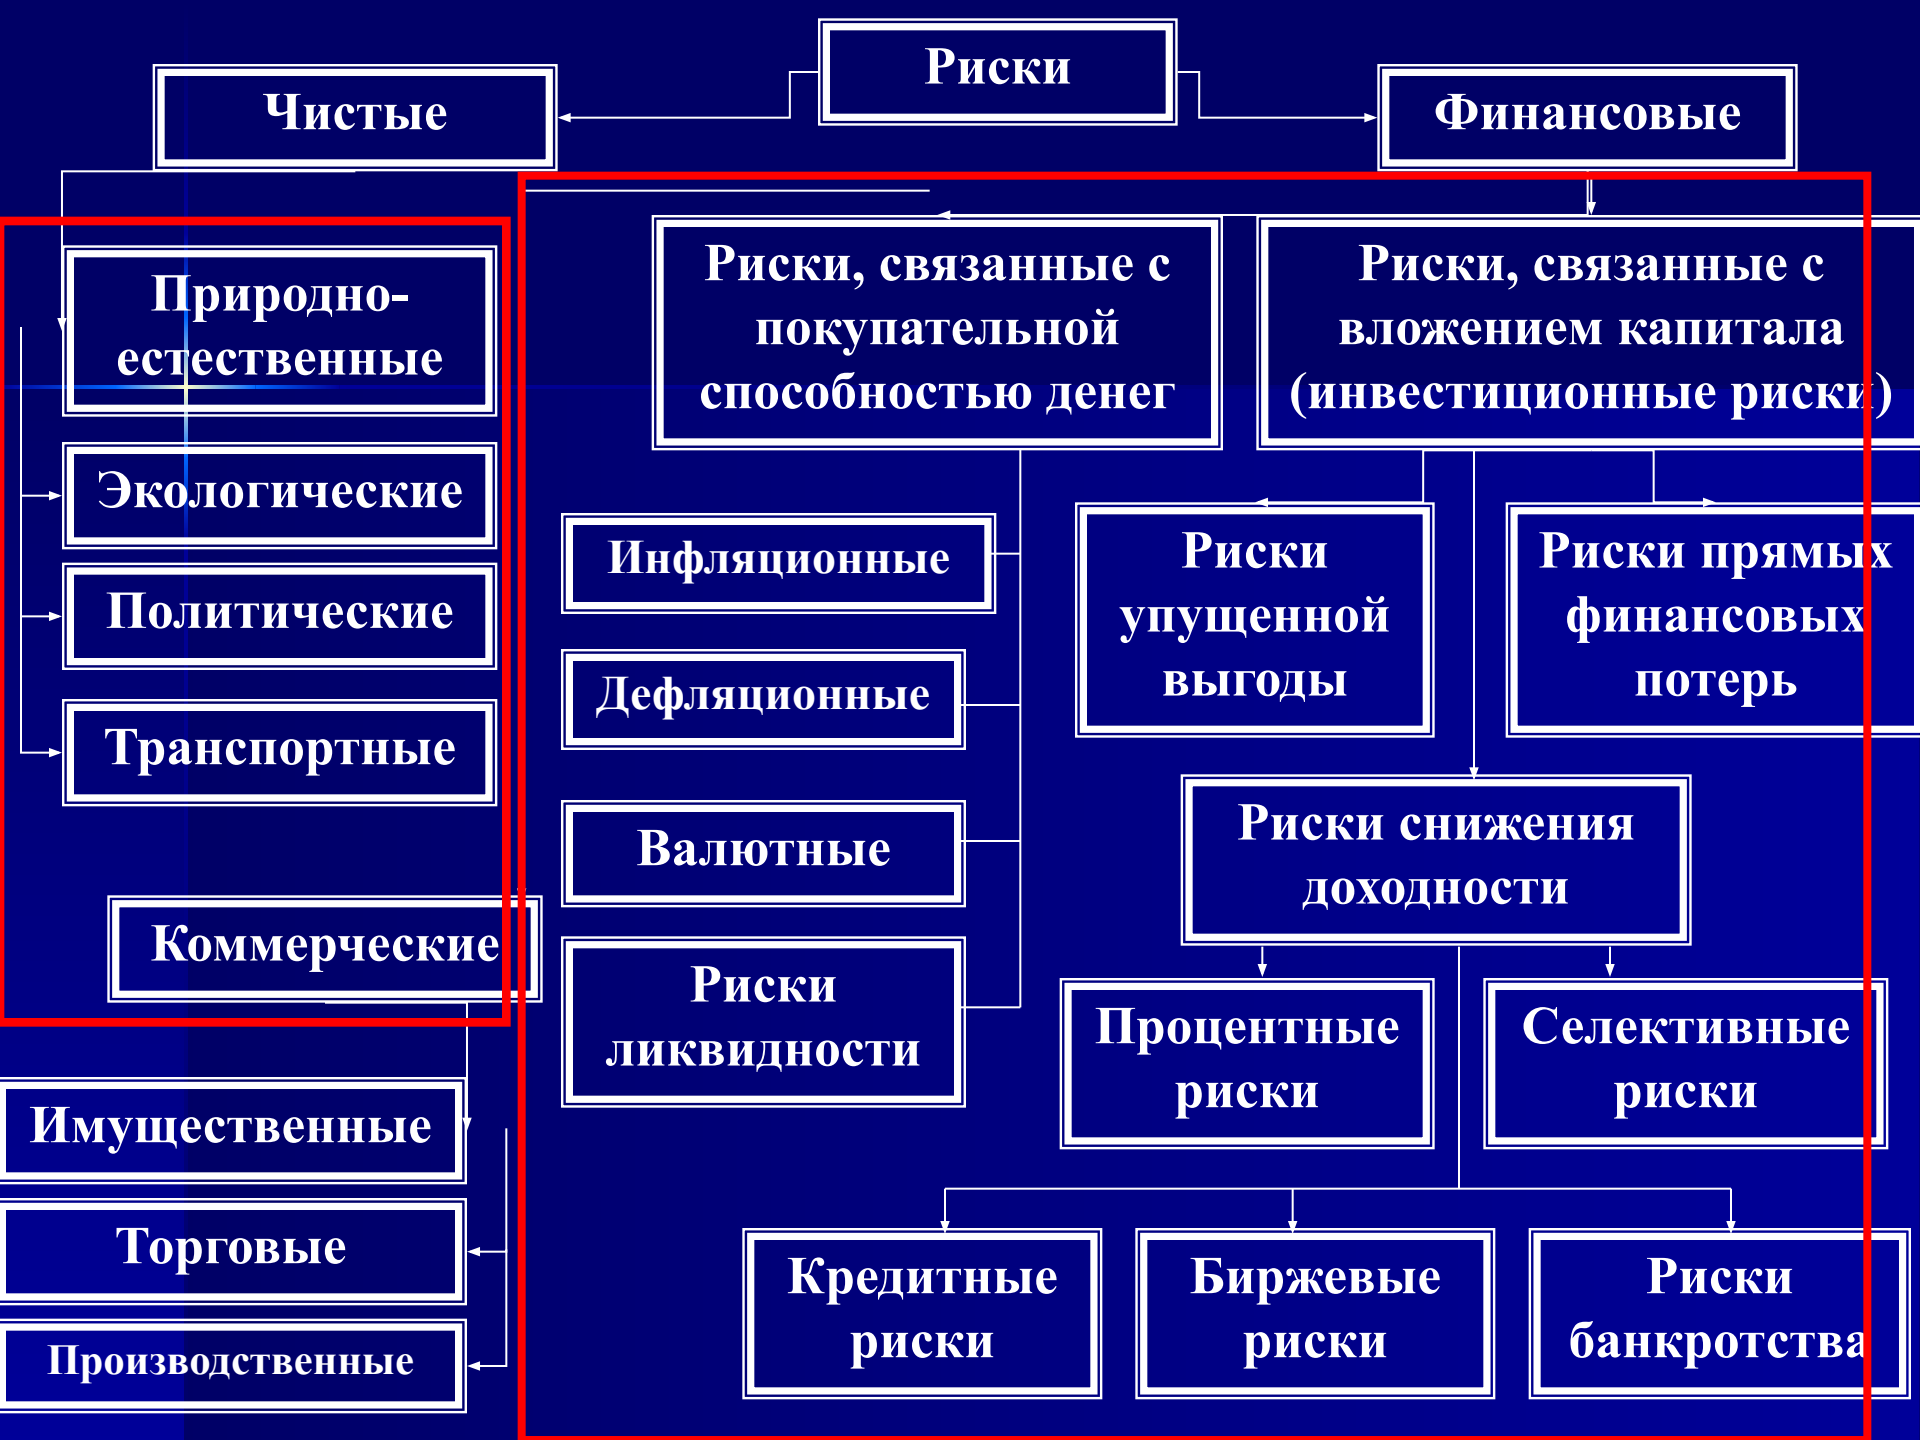 Риски
Чистые
Финансовые
Природно-
естественные
Экологические
Политические
Транспортные
Коммерческие
Имущественные
Торговые
Производственные
Риски, связанные с
покупательной
способностью денег
Инфляционные
Дефляционные
Валютные
Риски
ликвидности
Риски, связанные с
вложением капитала
(инвестиционные риски)
Риски
упущенной
выгоды
Риски прямых
финансовых
потерь
Риски снижения
доходности
Процентные
риски
Селективные
риски
Кредитные
риски
Биржевые
риски
Риски
банкротства